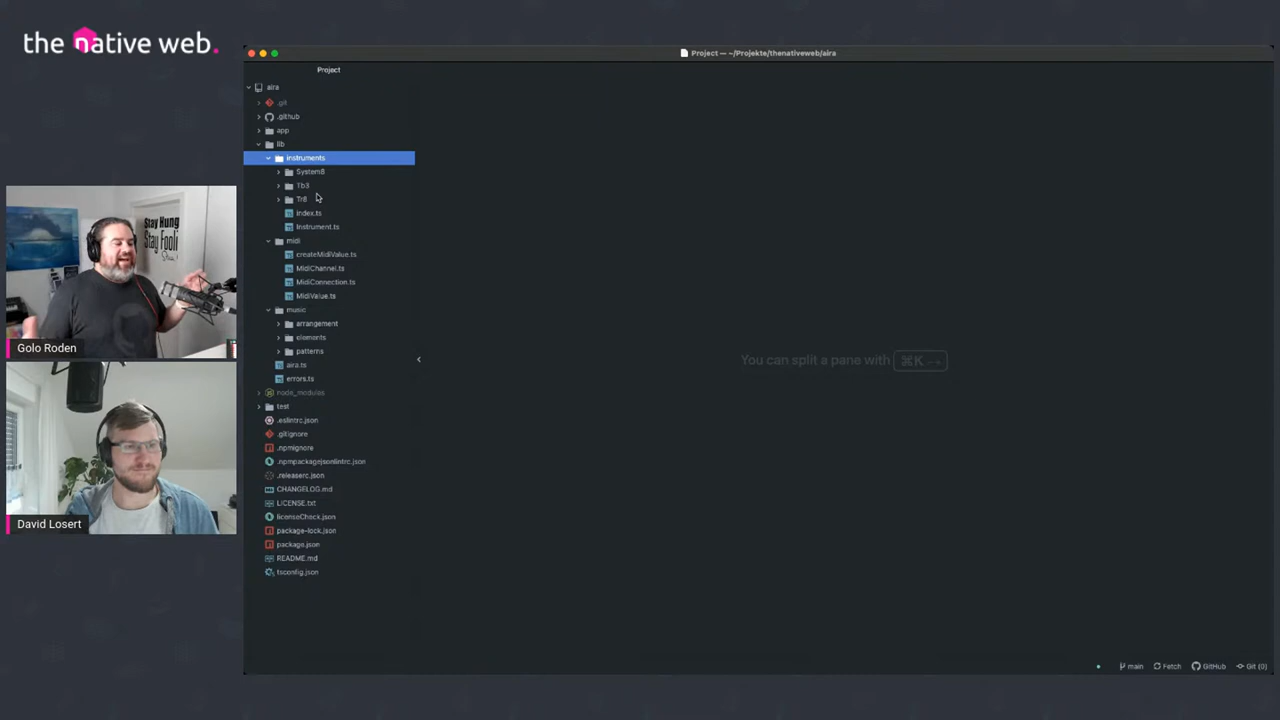 the native web.
Project — ~/Projekte/thenativeweb/aira
Project
aira
.git
.github
app
lib
instruments
System8
Tb3
Tr8
index.ts
Instrument.ts
midi
createMidiValue.ts
MidiChannel.ts
MidiConnection.ts
MidiValue.ts
music
arrangement
elements
patterns
aira.ts
errors.ts
node_modules
test
.eslintrc.json
.gitignore
.npmignore
.npmpackagejsonlintrc.json
.releaserc.json
CHANGELOG.md
LICENSE.txt
licenseCheck.json
package-lock.json
package.json
README.md
tsconfig.json
You can split a pane with ⌘K →
Stay Hung
Stay Fooli
Golo Roden
David Losert
main Fetch GitHub Git (0)